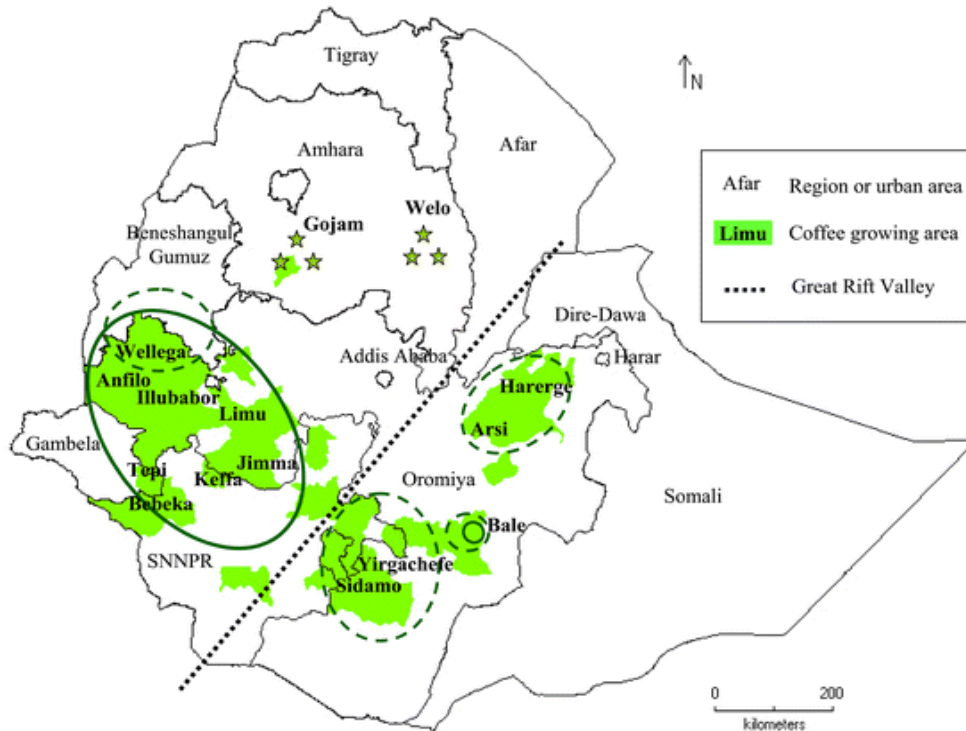 Tigray
N
Amhara
Afar
Gojam
Welo
Beneshangul
Gumuz
Afar Region or urban area
Limu Coffee growing area
Great Rift Valley
Dire-Dawa
Harar
Addis Ababa
Wellega
Anfilo
Illubabor
Limu
Harerge
Arsi
Gambela
Tepi
Jimma
Keffa
Bebeka
Oromiya
Somali
Bale
SNNPR
Yirgachefe
Sidamo
0 200
kilometers